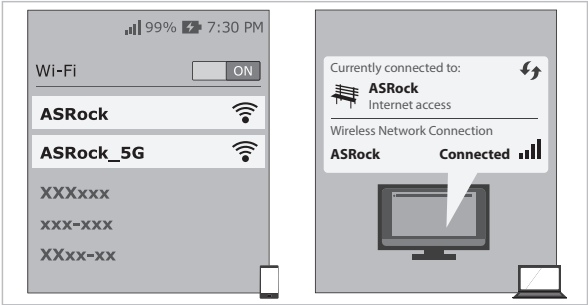 99% 7:30 PM
Wi-Fi ON
ASRock
ASRock_5G
XXXxxx
xxx-xxx
XXxx-xx
Currently connected to:
ASRock
Internet access
Wireless Network Connection
ASRock Connected